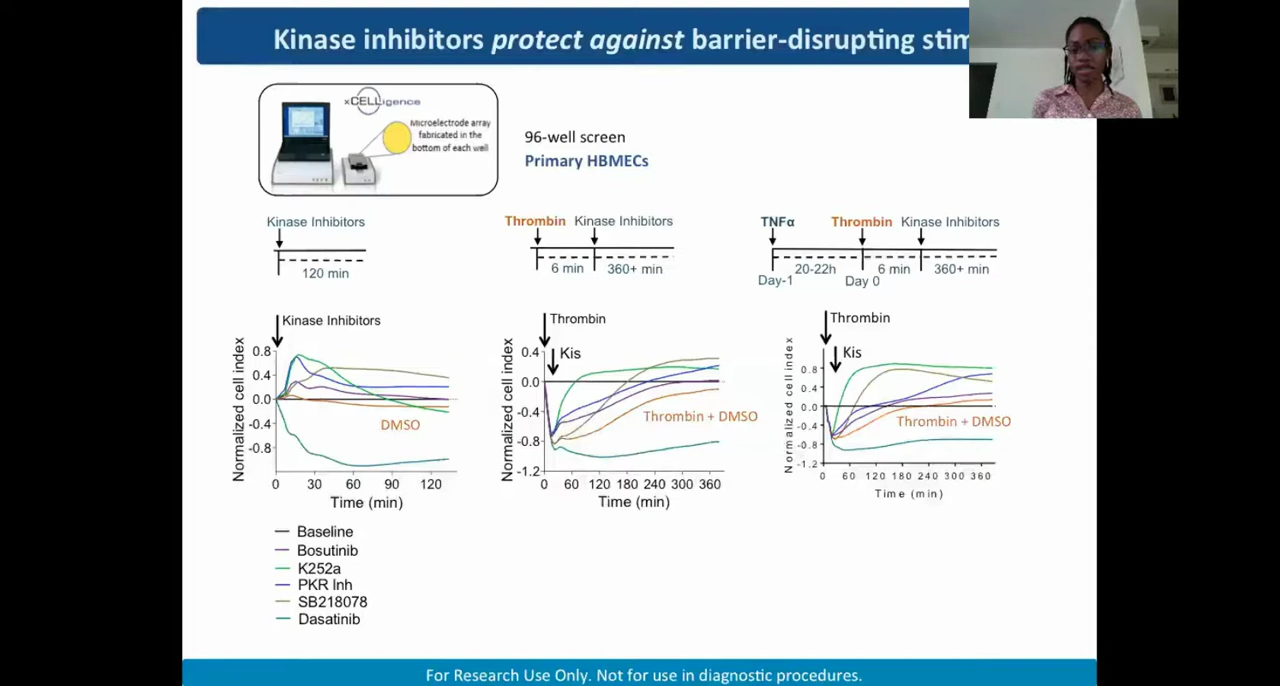 Kinase inhibitors protect against barrier-disrupting stim
xCELLigence
Microelectrode array
fabricated in the
bottom of each well
96-well screen
Primary HBMECs
Kinase Inhibitors
120 min
Thrombin Kinase Inhibitors
6 min 360+ min
TNFα Thrombin Kinase Inhibitors
20-22h 6 min 360+ min
Day-1 Day 0
Kinase Inhibitors
Normalized cell index
0.8
0.4
0.0
-0.4
-0.8
DMSO
0 30 60 90 120
Time (min)
Thrombin
Kis
Normalized cell index
0.4
0.0
-0.4
-0.8
-1.2
Thrombin + DMSO
0 60 120 180 240 300 360
Time (min)
Thrombin
Kis
Normalized cell index
0.8
0.4
0.0
-0.4
-0.8
-1.2
Thrombin + DMSO
0 60 120 180 240 300 360
Time (min)
Baseline
Bosutinib
K252a
PKR Inh
SB218078
Dasatinib
For Research Use Only. Not for use in diagnostic procedures.